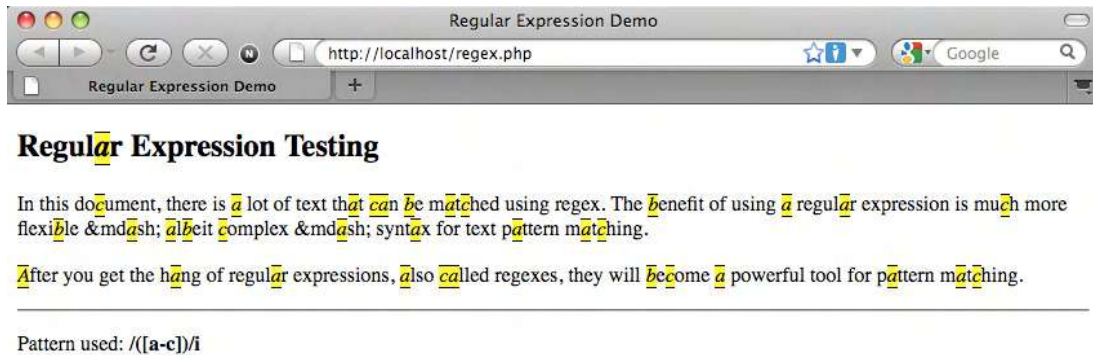 Regular Expression Demo
http://localhost/regex.php
Google
Regular Expression Demo
Regular Expression Testing
In this document, there is a lot of text that can be matched using regex. The benefit of using a regular expression is much more
flexible &mdash; albeit complex &mdash; syntax for text pattern matching.
After you get the hang of regular expressions, also called regexes, they will become a powerful tool for pattern matching.
Pattern used: /([a-c])/i